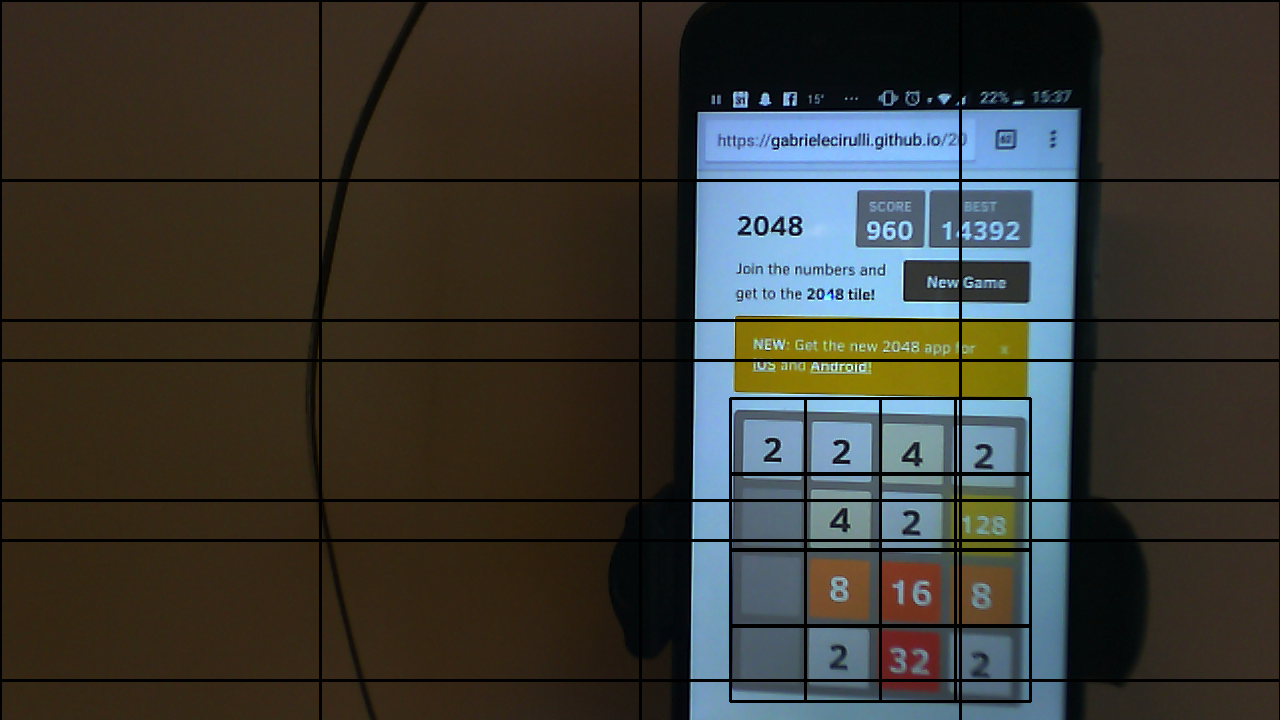 31 15° ... 22% 15:37
https://gabrielecirulli.github.io/20
2048
SCORE
960
BEST
14392
Join the numbers and
get to the 2048 tile!
New Game
NEW: Get the new 2048 app for
iOS and Android!
x
2 2 4 2
4 2 128
8 16 8
2 32 2